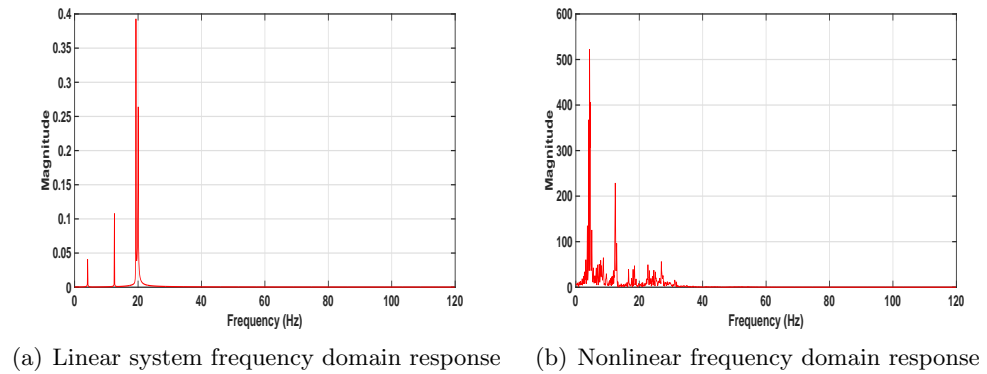 0.4
0.35
0.3
0.25
0.2
0.15
0.1
0.05
0
Magnitude
0 20 40 60 80 100 120
Frequency (Hz)
(a) Linear system frequency domain response
600
500
400
300
200
100
0
Magnitude
0 20 40 60 80 100 120
Frequency (Hz)
(b) Nonlinear frequency domain response